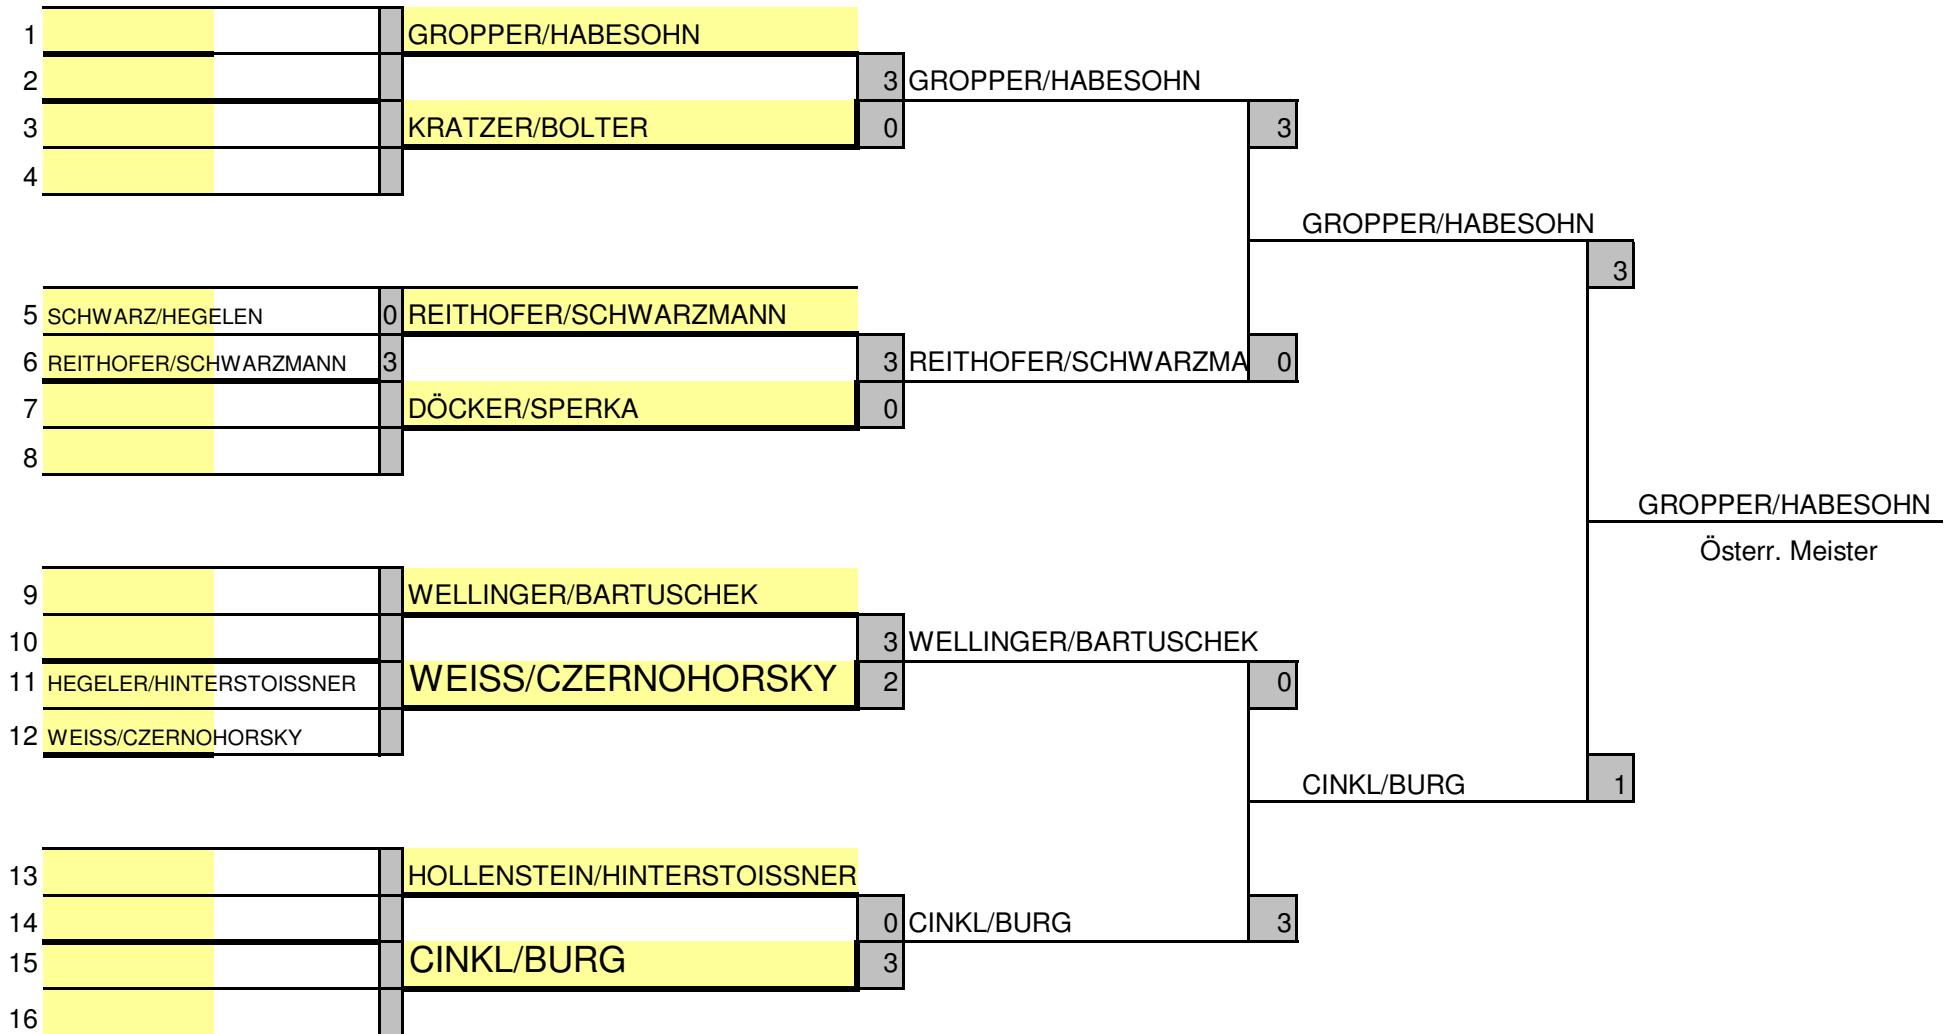 1 GROPPER/HABESOHN
2 3 GROPPER/HABESOHN
3 KRATZER/BOLTER 0 3
4
GROPPER/HABESOHN
3
5 SCHWARZ/HEGELEN 0 REITHOFER/SCHWARZMANN
6 REITHOFER/SCHWARZMANN 3 3 REITHOFER/SCHWARZMA 0
7 DÖCKER/SPERKA 0
8
GROPPER/HABESOHN
Österr. Meister
9 WELLINGER/BARTUSCHEK
10 3 WELLINGER/BARTUSCHEK
11 HEGELER/HINTERSTOISSNER WEISS/CZERNOHORSKY 2 0
12 WEISS/CZERNOHORSKY
CINKL/BURG 1
13 HOLLENSTEIN/HINTERSTOISSNER
14 0 CINKL/BURG 3
15 CINKL/BURG 3
16